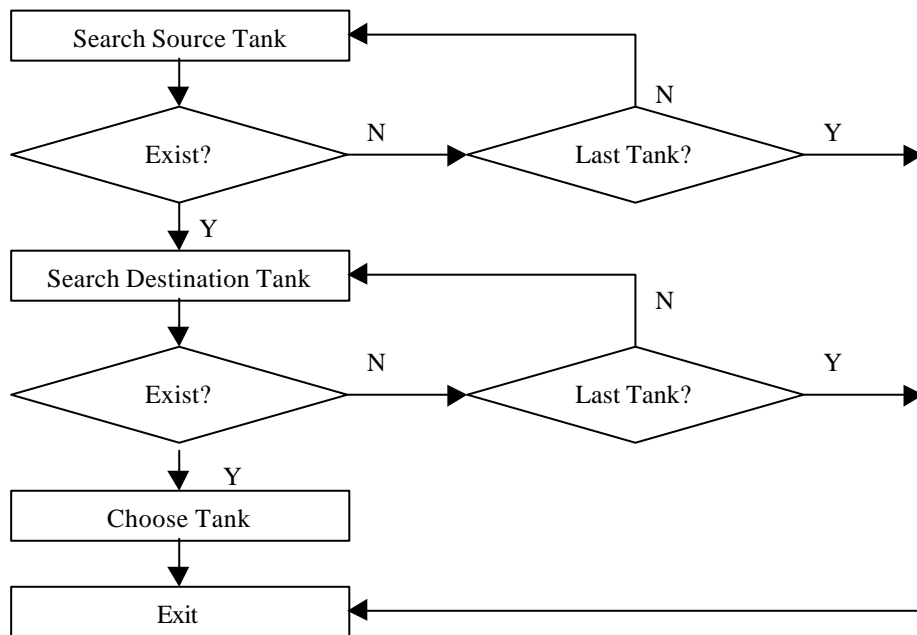 Search Source Tank
N
Exist?
N
Last Tank?
Y
Y
Search Destination Tank
N
Exist?
N
Last Tank?
Y
Y
Choose Tank
Exit